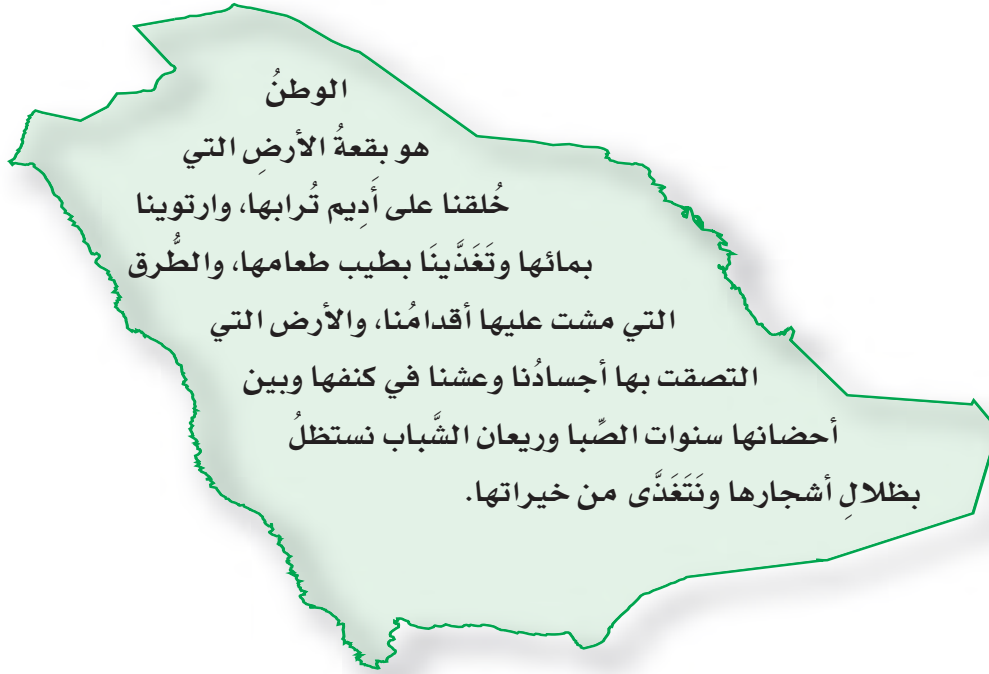 الوطنُ
هو بقعةُ الأرضِ التي
خُلقنا على أَدِيم تُرابها، وارتوينا
بمائها وتَغَذَّينَا بطيب طعامها، والطُّرق
التي مشت عليها أقدامُنا، والأرض التي
التصقت بها أجسادُنا وعشنا في كنفها وبين
أحضانها سنوات الصِّبا وريعان الشَّباب نستظلُ
بظلالِ أشجارها ونَتَغَذَّى من خيراتها.